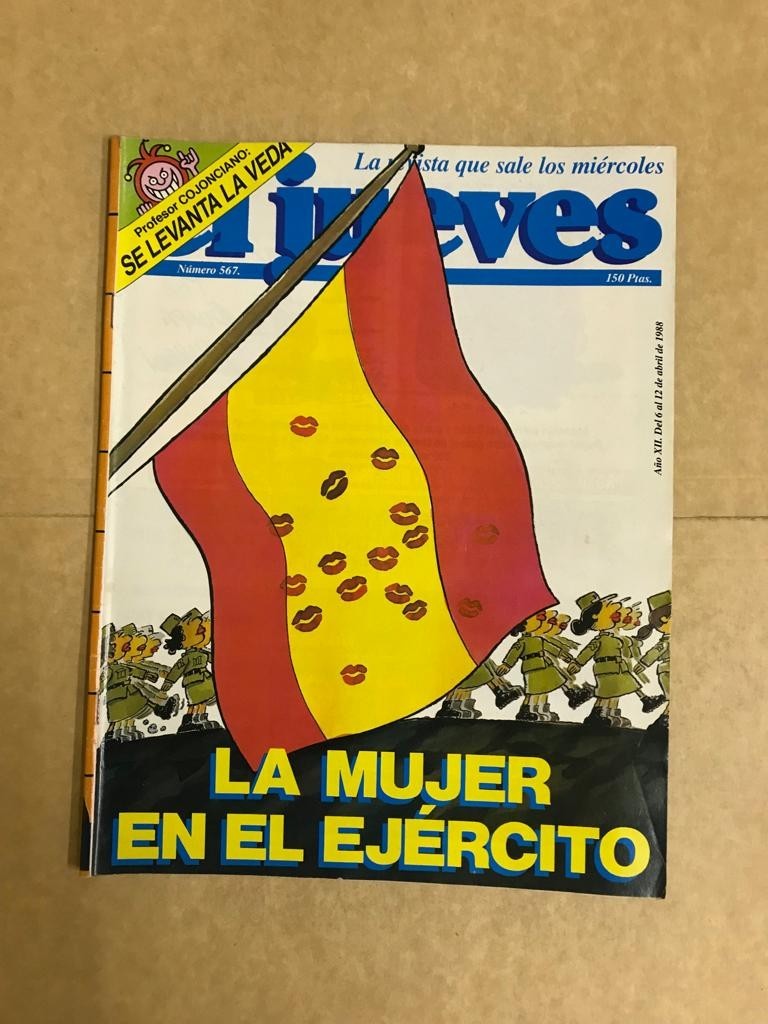 Profesor COJONCIANO:
SE LEVANTA LA VEDA
La revista que sale los miércoles
el jueves
Número 567.
150 Ptas.
Año XII. Del 6 al 12 de abril de 1988
LA MUJER
EN EL EJÉRCITO